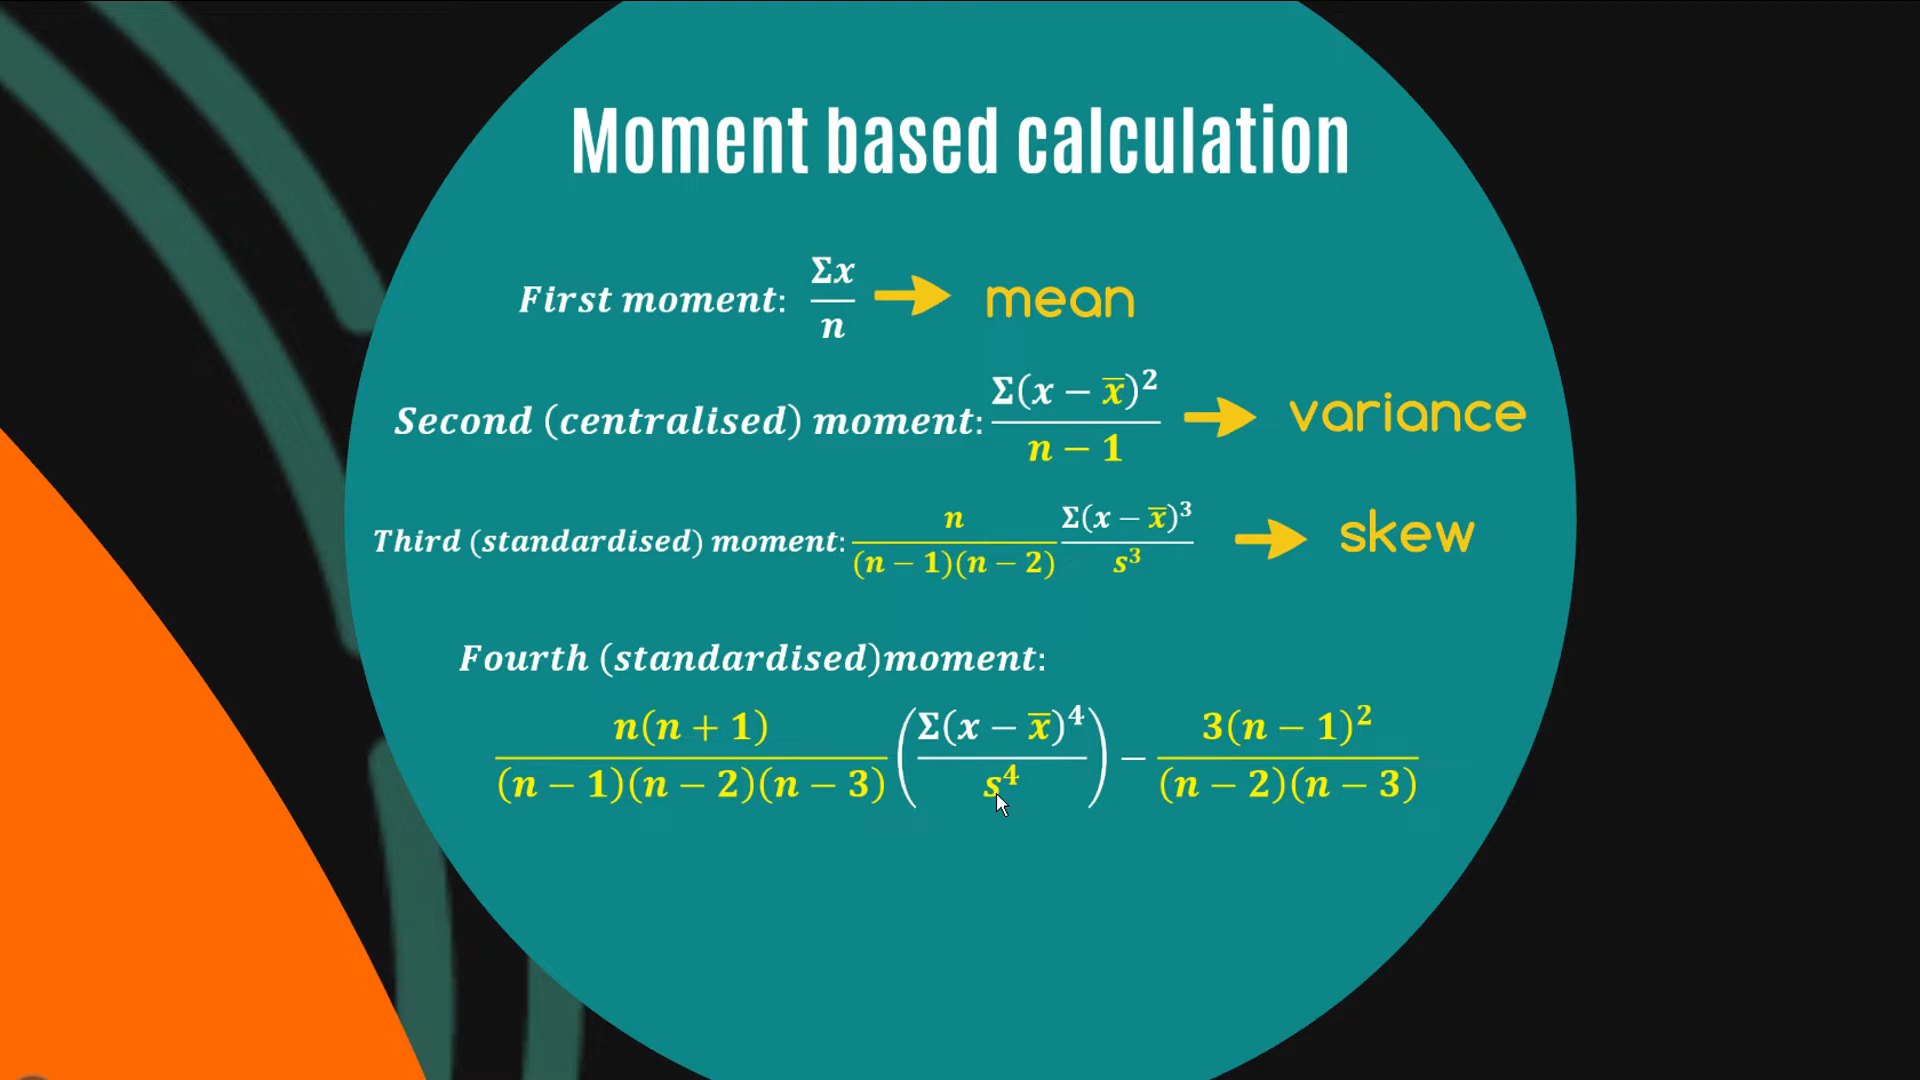 Moment based calculation
First moment: Σx/n → mean
Second (centralised) moment: Σ(x − x̅)²/(n − 1) → variance
Third (standardised) moment: n/((n − 1)(n − 2)) Σ(x − x̅)³/s³ → skew
Fourth (standardised)moment:
n(n + 1)/((n − 1)(n − 2)(n − 3)) (Σ(x − x̅)⁴/s⁴) − 3(n − 1)²/((n − 2)(n − 3))